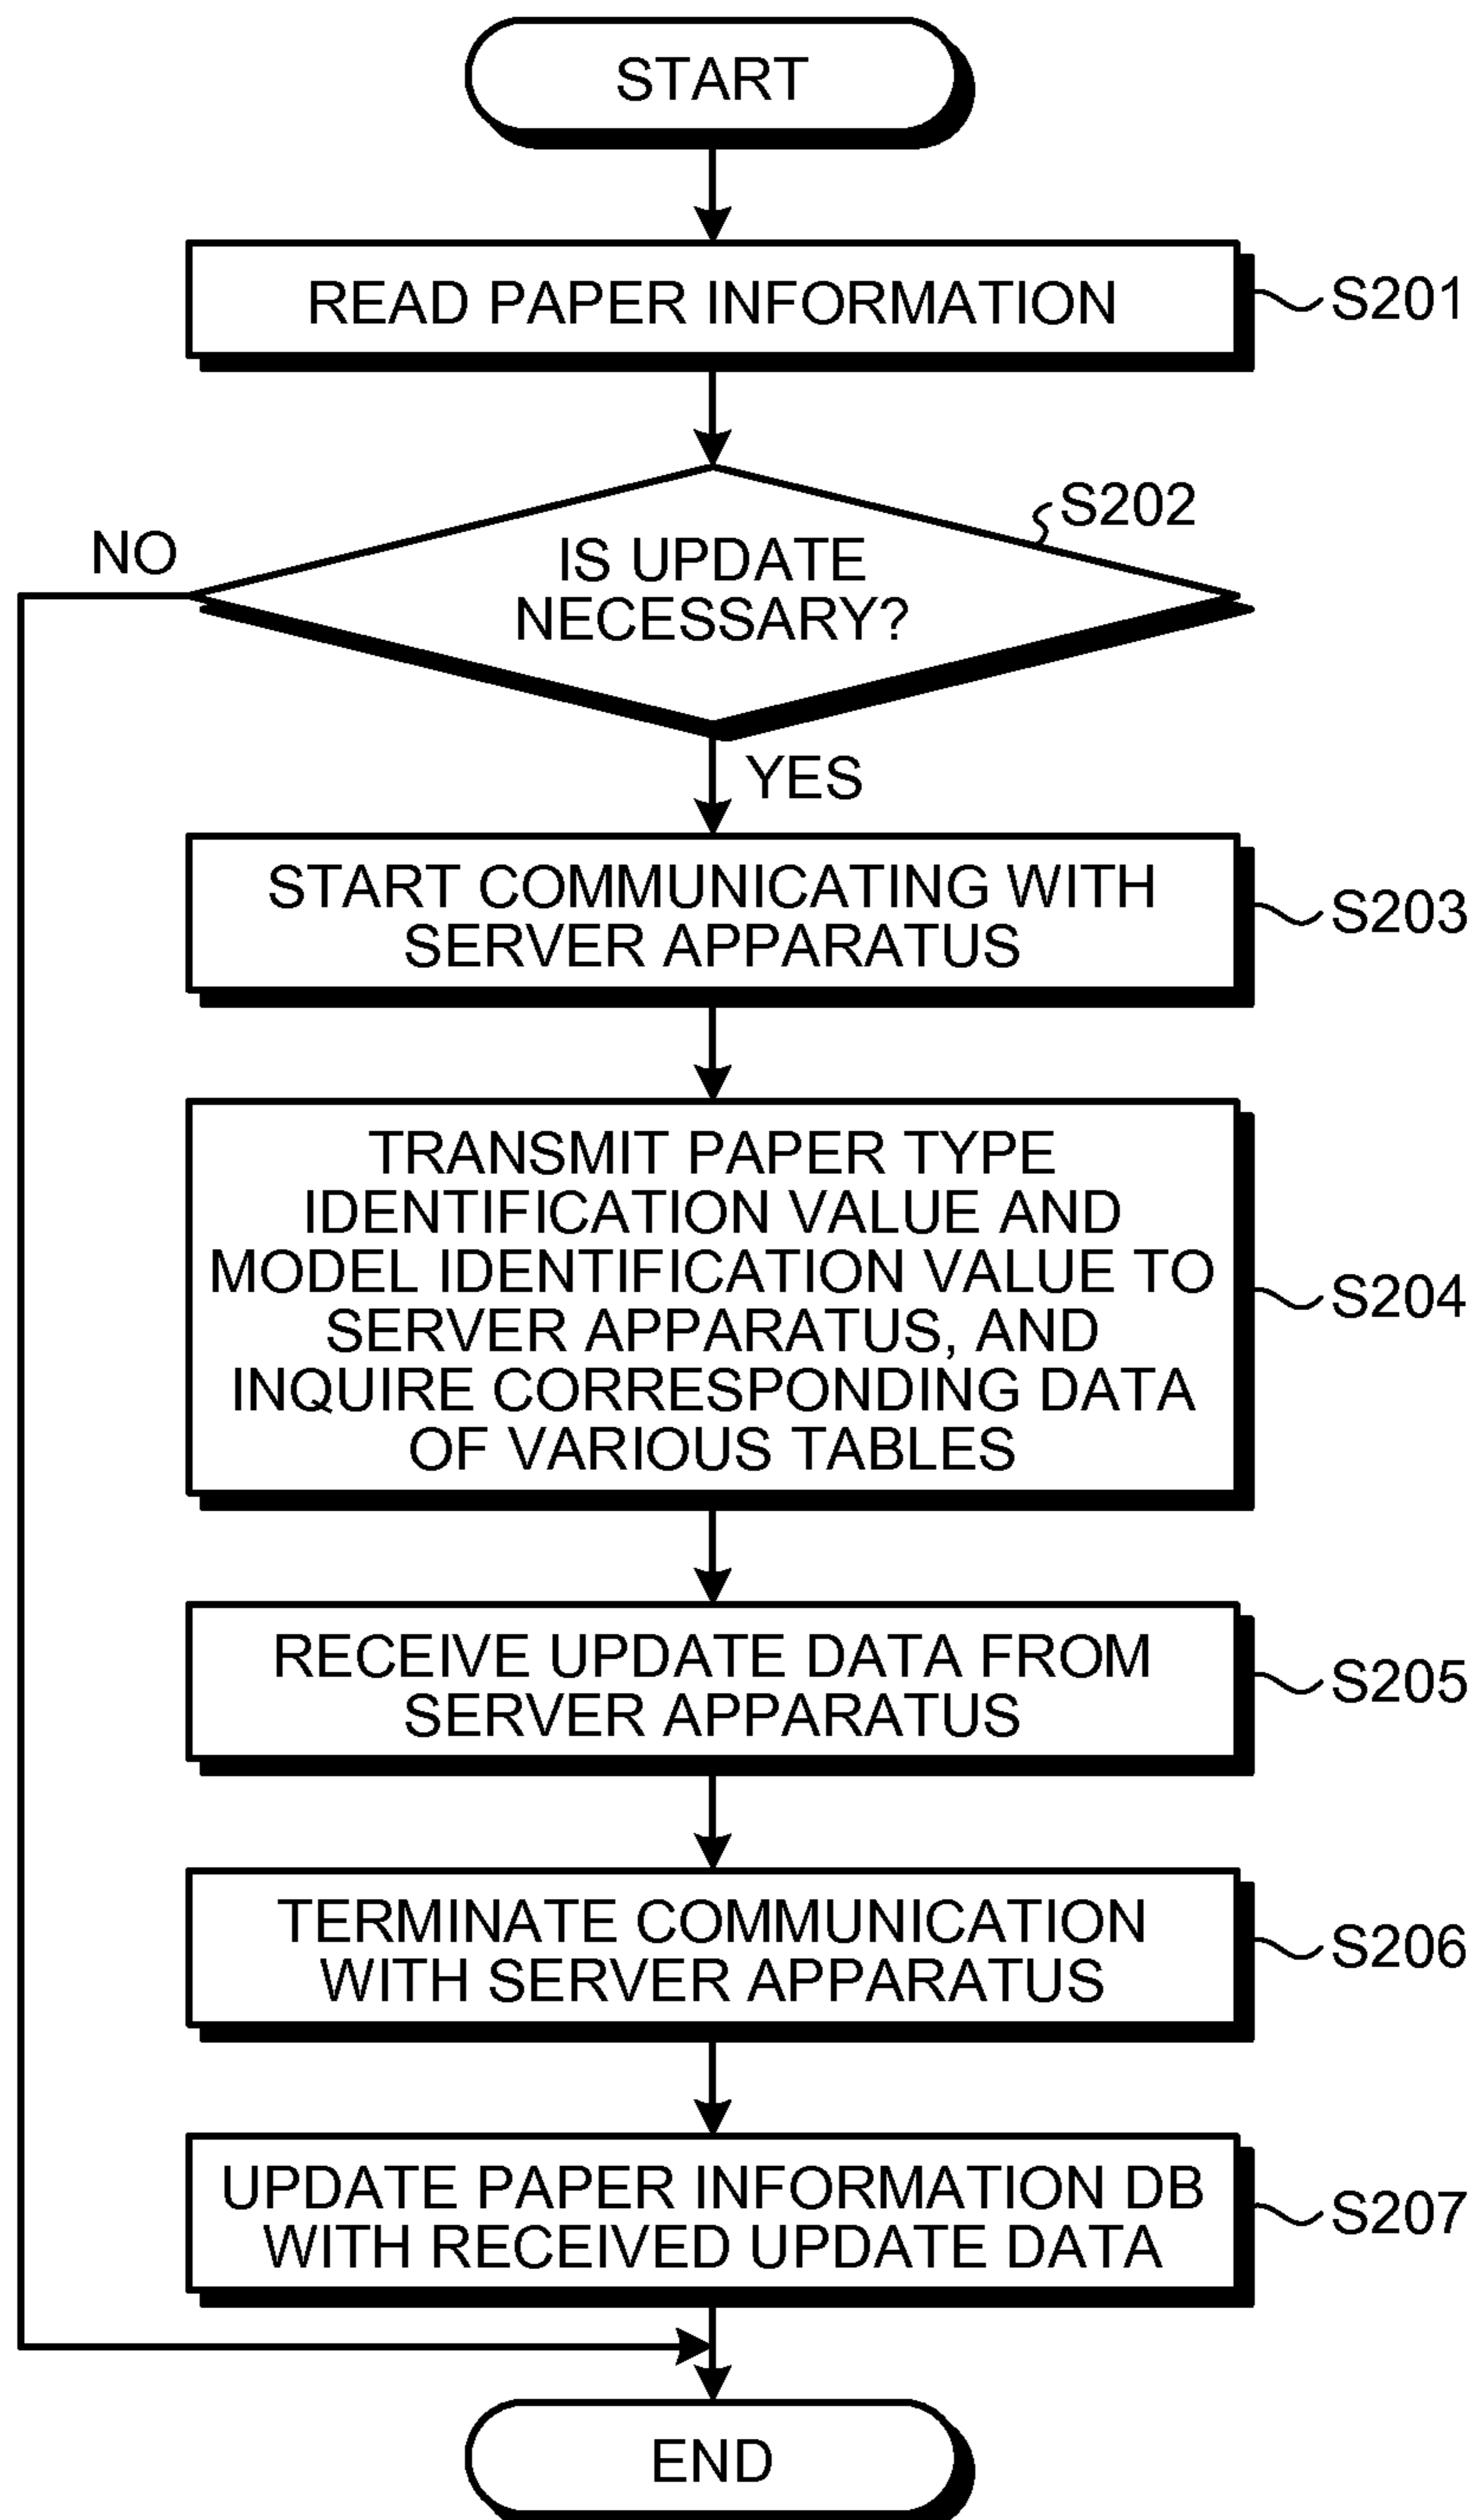 START
READ PAPER INFORMATION
S201
S202
NO
IS UPDATE
NECESSARY?
YES
START COMMUNICATING WITH
SERVER APPARATUS
S203
TRANSMIT PAPER TYPE
IDENTIFICATION VALUE AND
MODEL IDENTIFICATION VALUE TO
SERVER APPARATUS, AND
INQUIRE CORRESPONDING DATA
OF VARIOUS TABLES
S204
RECEIVE UPDATE DATA FROM
SERVER APPARATUS
S205
TERMINATE COMMUNICATION
WITH SERVER APPARATUS
S206
UPDATE PAPER INFORMATION DB
WITH RECEIVED UPDATE DATA
S207
END